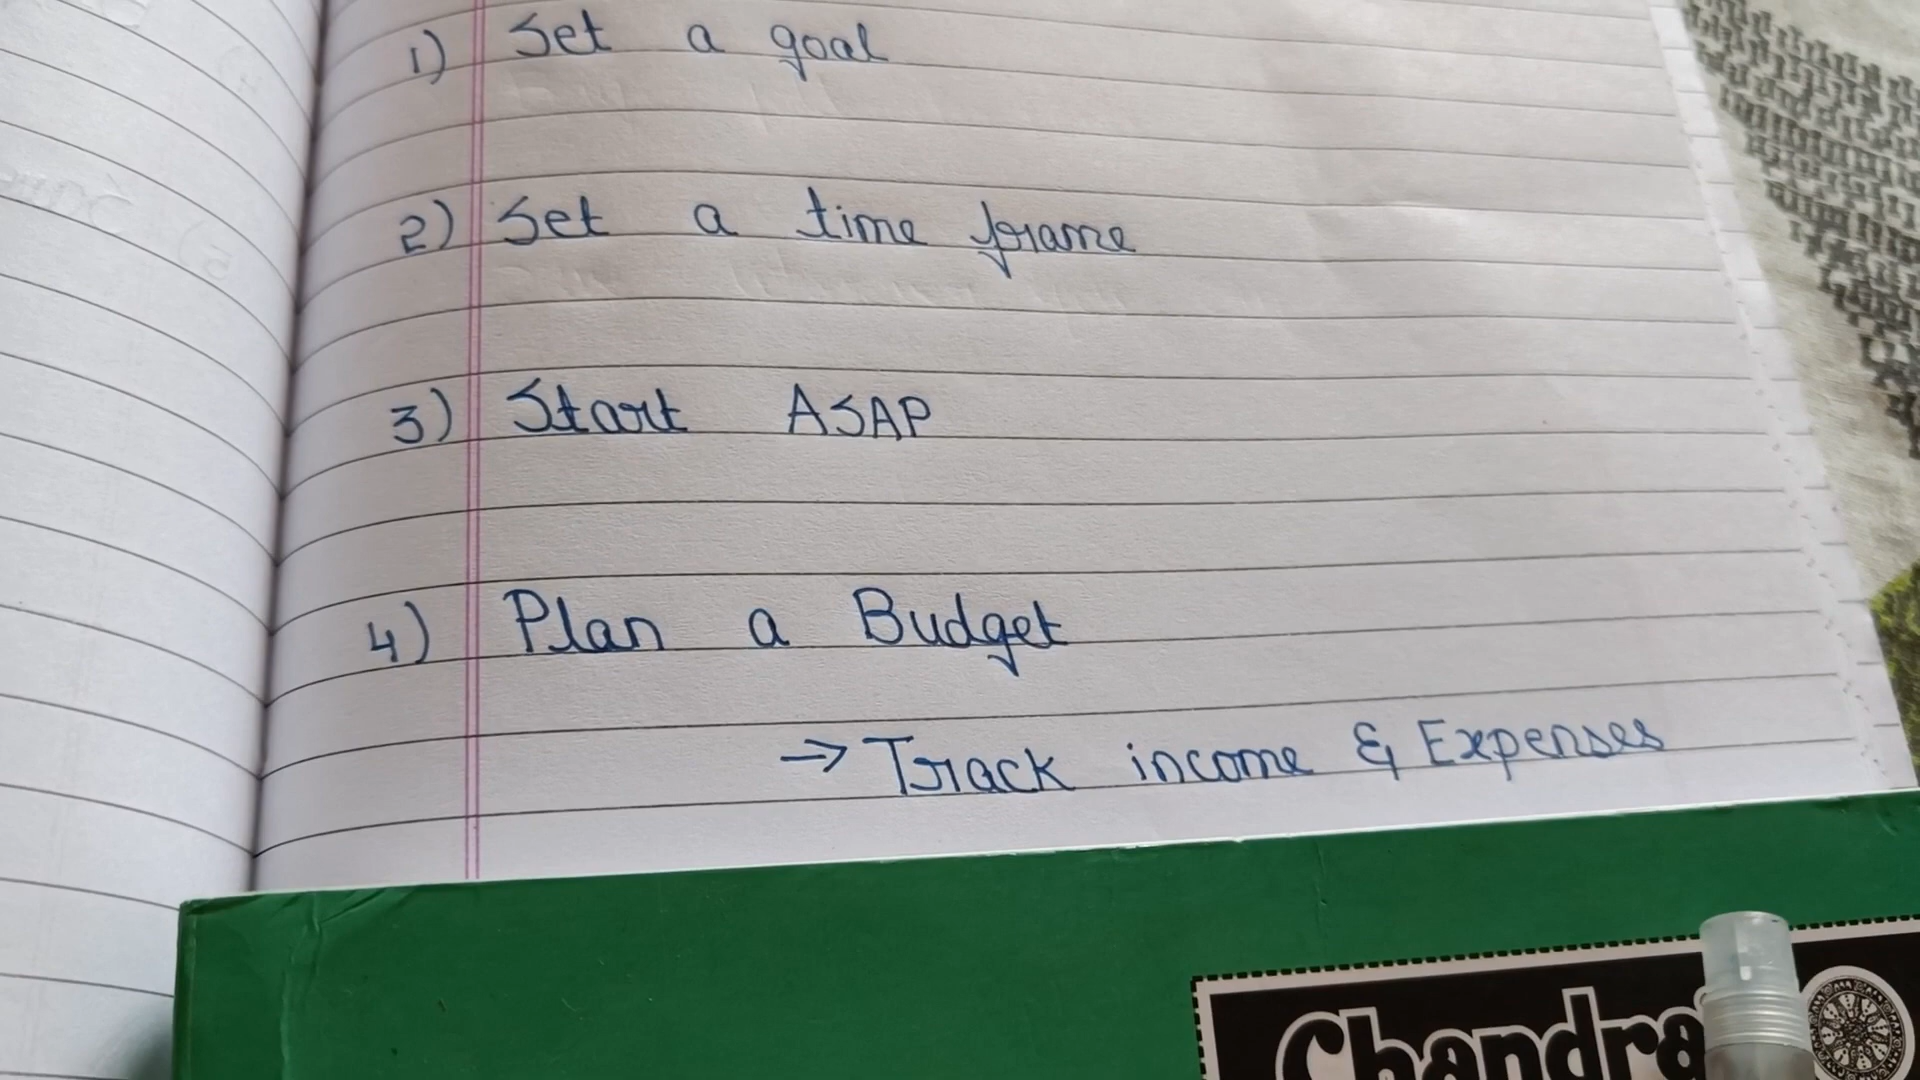 1) Set a goal
2) Set a time frame
3) Start ASAP
4) Plan a Budget
→ Track income & Expenses
Chandra